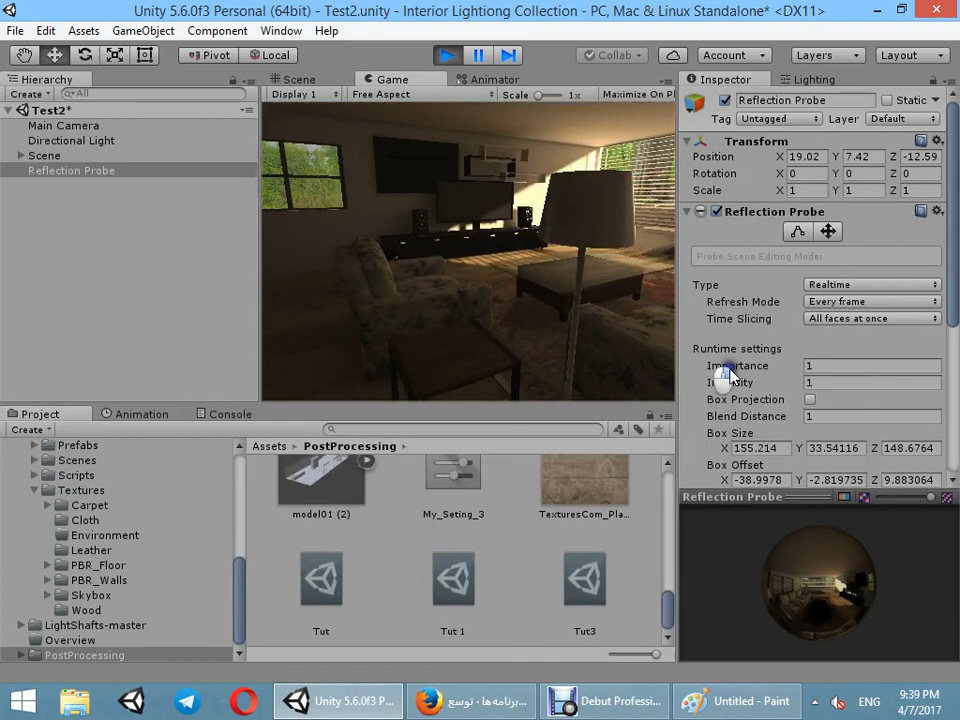 Unity 5.6.0f3 Personal (64bit) - Test2.unity - Interior Lightiong Collection - PC, Mac & Linux Standalone* <DX11>
File Edit Assets GameObject Component Window Help
Pivot Local Collab Account Layers Layout
Hierarchy Scene Game Animator Inspector Lighting
Create All Display 1 Free Aspect Scale 1x Maximize On Pl
Test2*
Main Camera
Directional Light
Scene
Reflection Probe
Reflection Probe Static
Tag Untagged Layer Default
Transform
Position X 19.02 Y 7.42 Z -12.59
Rotation X 0 Y 0 Z 0
Scale X 1 Y 1 Z 1
Reflection Probe
Probe Scene Editing Mode:
Type Realtime
Refresh Mode Every frame
Time Slicing All faces at once
Runtime settings
Importance 1
Intensity 1
Box Projection
Blend Distance 1
Box Size
X 155.214 Y 33.54116 Z 148.6764
Box Offset
X -38.9978 Y -2.819735 Z 9.883064
Reflection Probe
Project Animation Console
Create
Assets PostProcessing
Prefabs
Scenes
Scripts
Textures
Carpet
Cloth
Environment
Leather
PBR_Floor
PBR_Walls
Skybox
Wood
LightShafts-master
Overview
PostProcessing
model01 (2) My_Seting_3 TexturesCom_Pla...
Tut Tut 1 Tut3
Unity 5.6.0f3 P... برنامه‌ها - توسع... Debut Professi... Untitled - Paint ENG
9:39 PM
4/7/2017